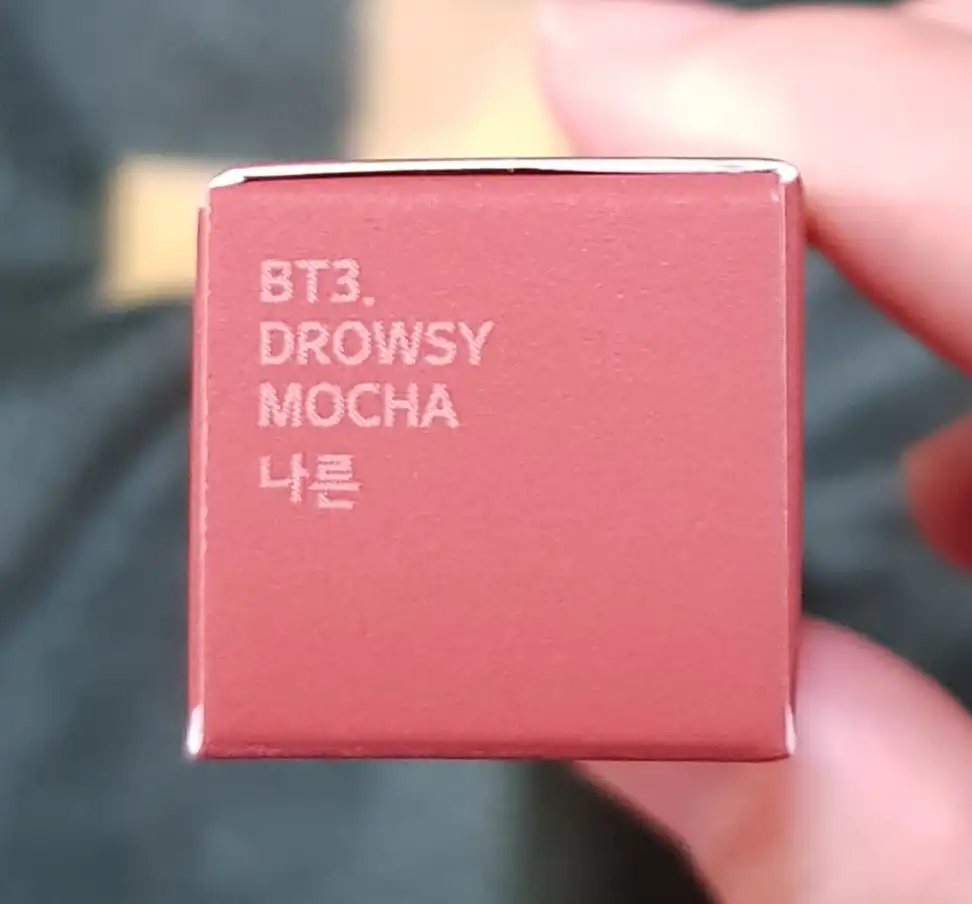 BT3.
DROWSY
MOCHA
나른